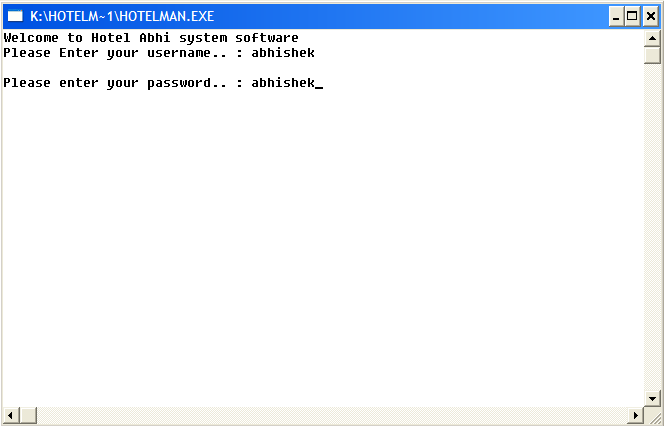 K:\HOTELM~1\HOTELMAN.EXE
Welcome to Hotel Abhi system software
Please Enter your username.. : abhishek
Please enter your password.. : abhishek_